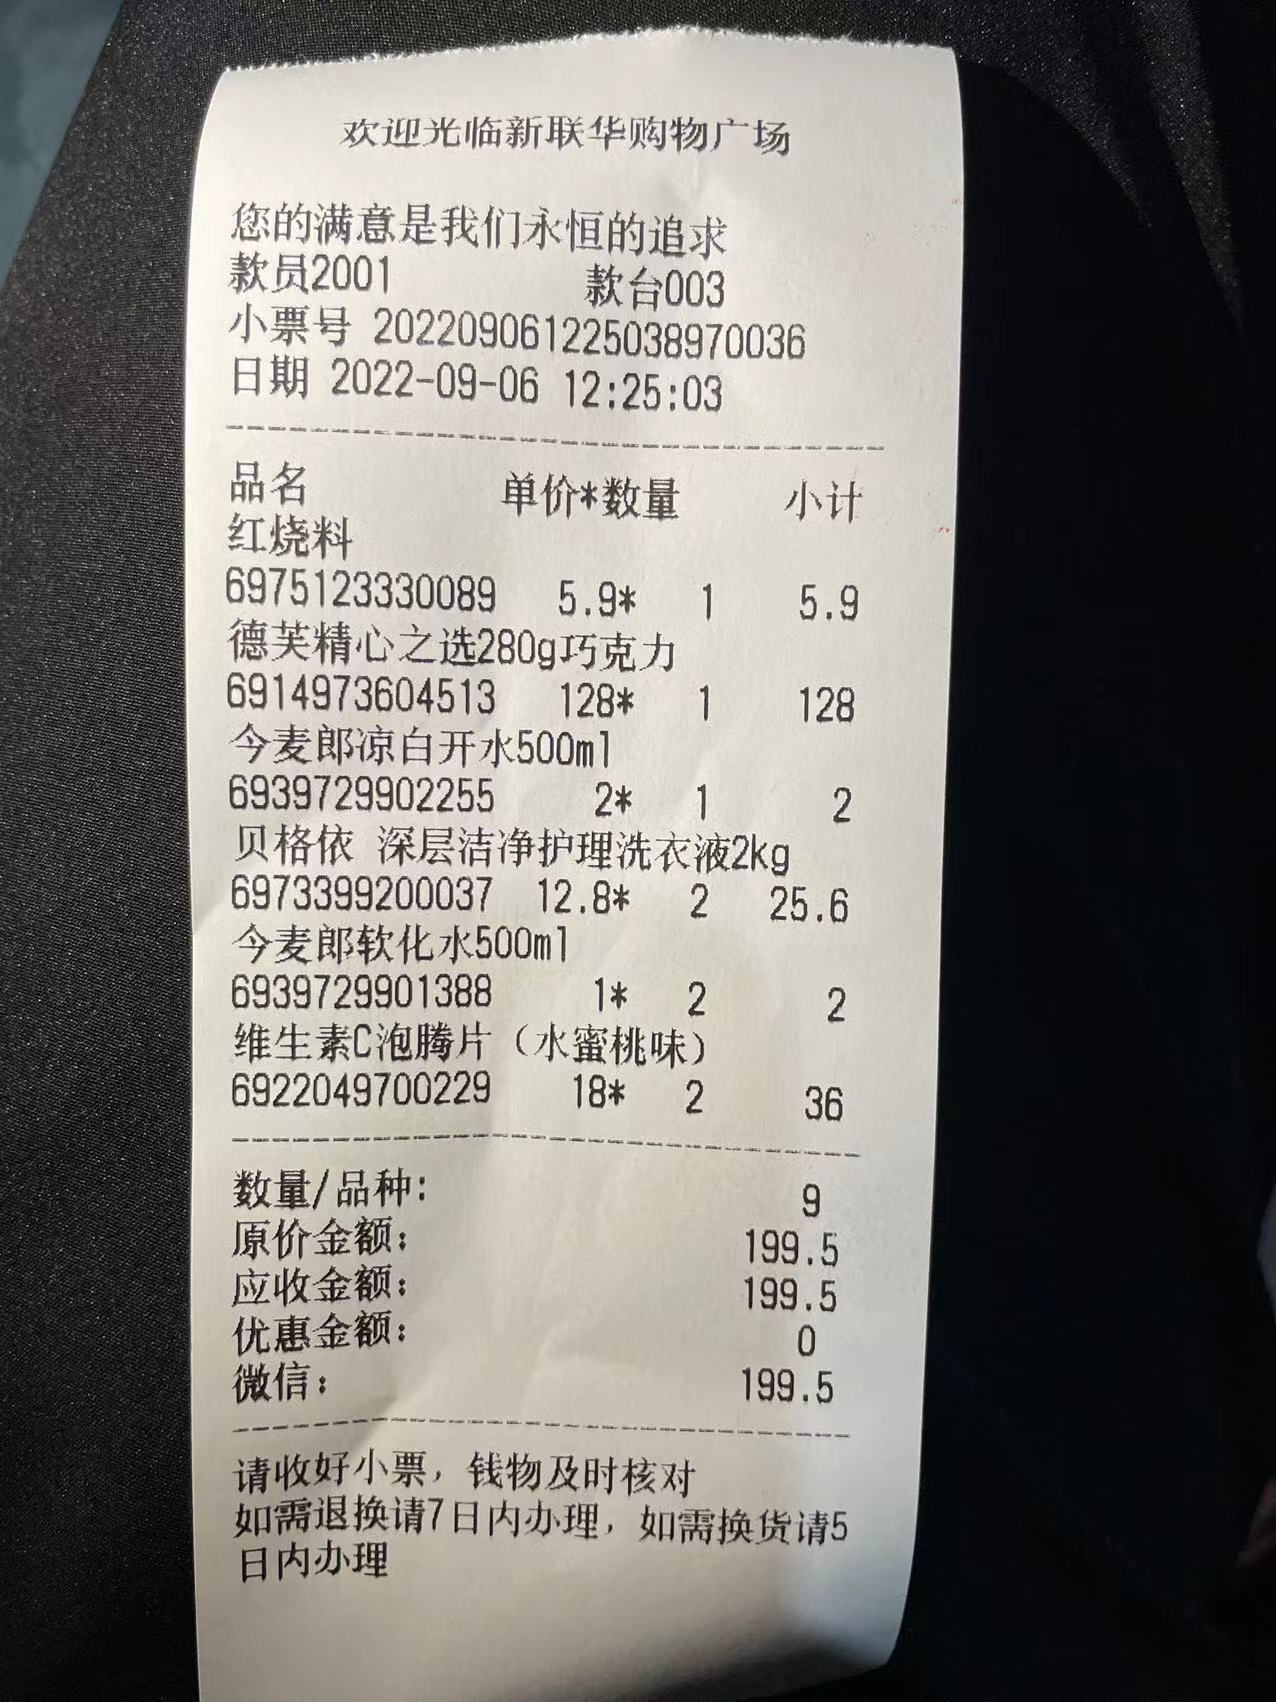 欢迎光临新联华购物广场
您的满意是我们永恒的追求
款员2001 款台003
小票号 202209061225038970036
日期 2022-09-06 12:25:03
品名 单价*数量 小计
红烧料
6975123330089 5.9* 1 5.9
德芙精心之选280g巧克力
6914973604513 128* 1 128
今麦郎凉白开水500ml
6939729902255 2* 1 2
贝格依 深层洁净护理洗衣液2kg
6973399200037 12.8* 2 25.6
今麦郎软化水500ml
6939729901388 1* 2 2
维生素C泡腾片（水蜜桃味）
6922049700229 18* 2 36
数量/品种: 9
原价金额: 199.5
应收金额: 199.5
优惠金额: 0
微信: 199.5
请收好小票，钱物及时核对
如需退换请7日内办理，如需换货请5
日内办理